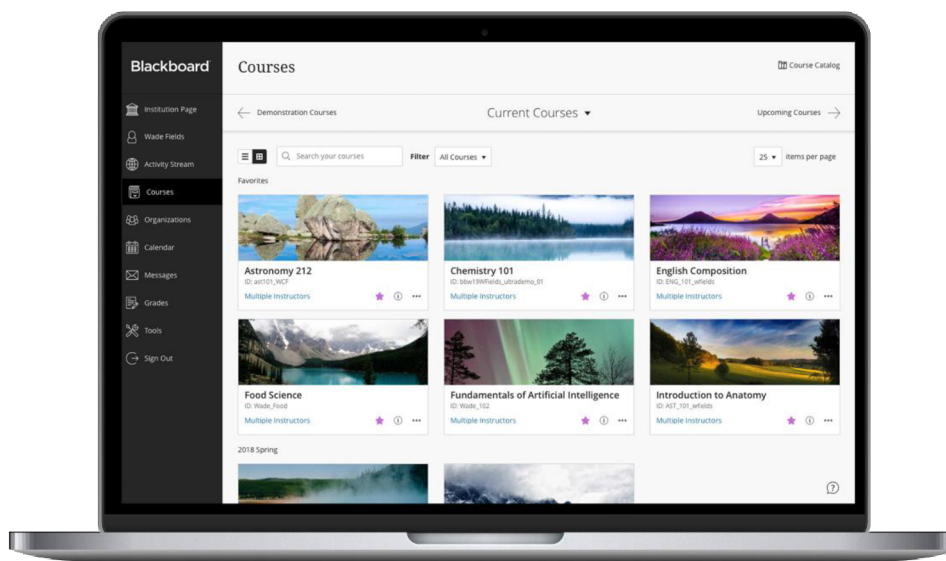 Blackboard
Institution Page
Wade Fields
Activity Stream
Courses
Organizations
Calendar
Messages
Grades
Tools
Sign Out
Courses
Course Catalog
Demonstration Courses
Current Courses
Upcoming Courses
Search your courses
Filter
All Courses
25
items per page
Favorites
Astronomy 212
ID: ast101_WCF
Multiple Instructors
Chemistry 101
ID: bbw19WFields_ultrademo_01
Multiple Instructors
English Composition
ID: ENG_101_wfields
Multiple Instructors
Food Science
ID: Wade_Food
Multiple Instructors
Fundamentals of Artificial Intelligence
ID: Wade_102
Multiple Instructors
Introduction to Anatomy
ID: AST_101_wfields
Multiple Instructors
2018 Spring